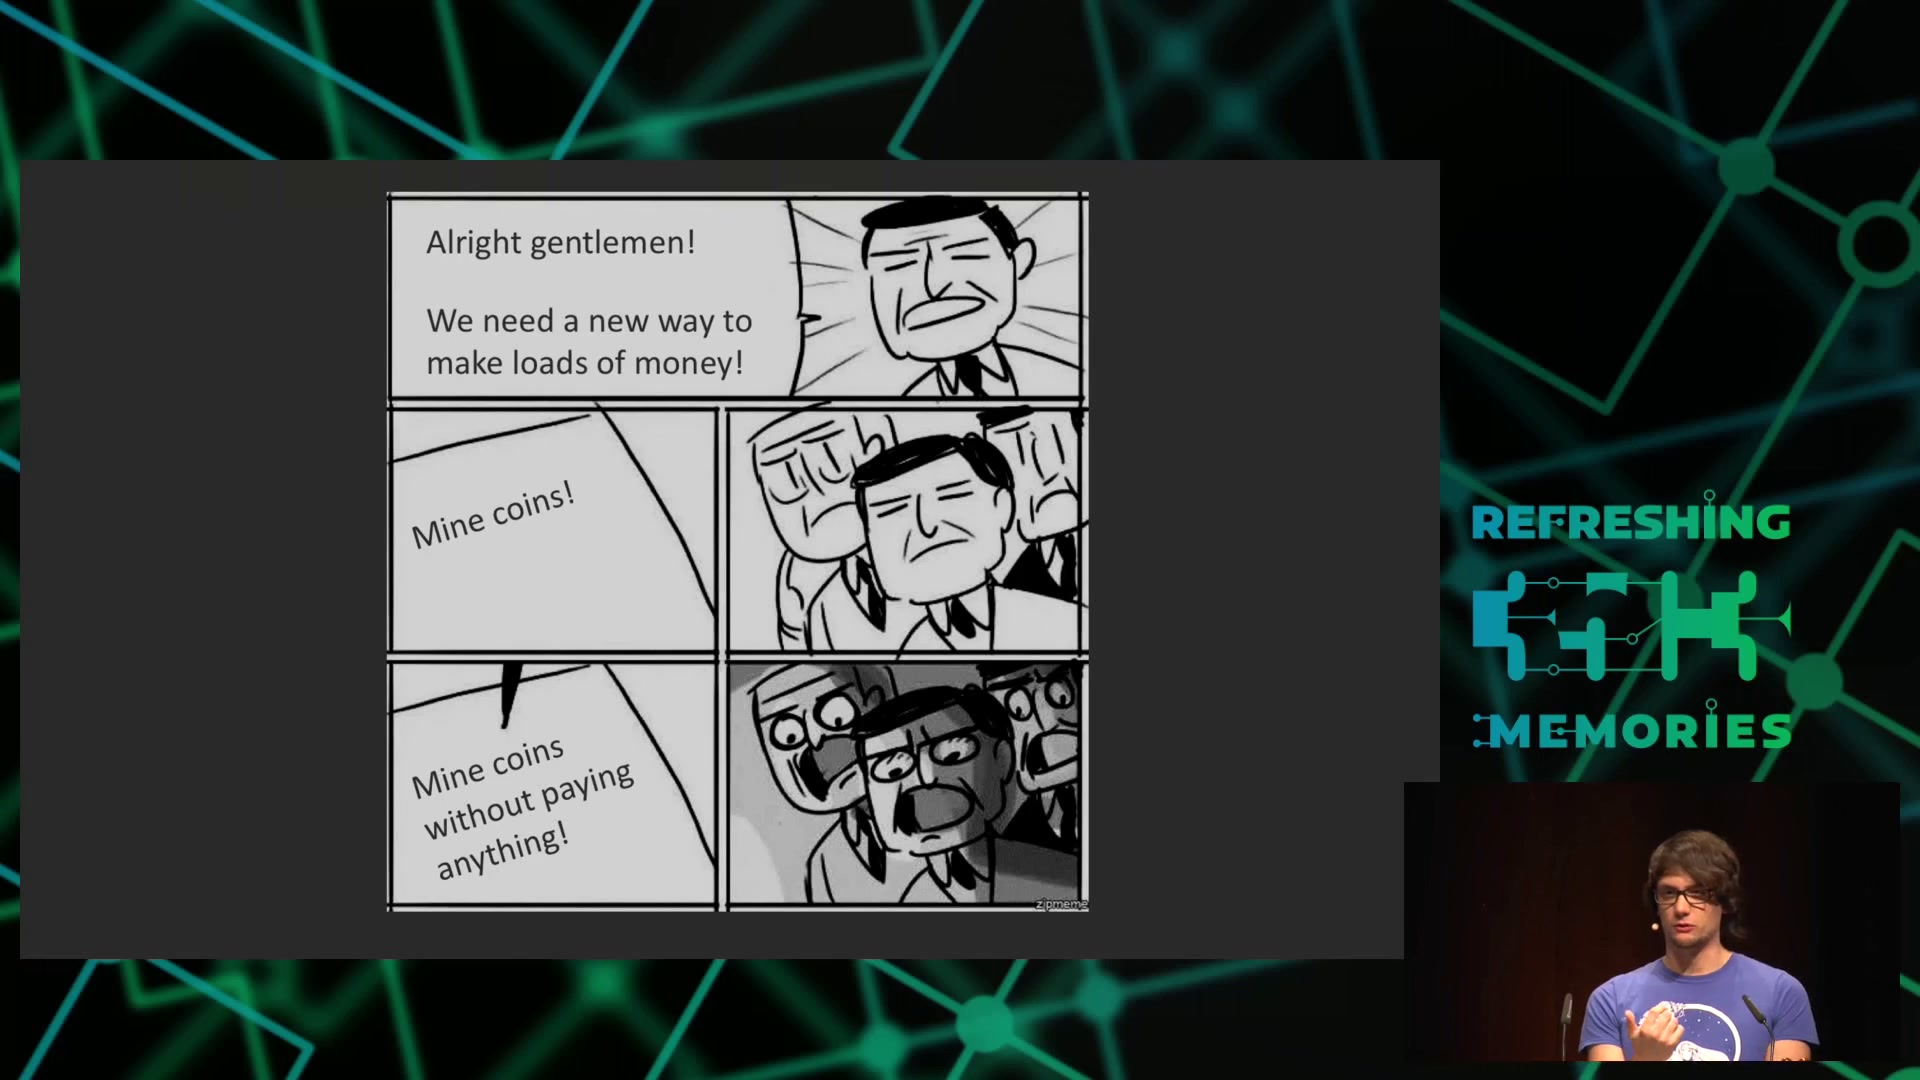 Alright gentlemen!
We need a new way to
make loads of money!
Mine coins!
Mine coins
without paying
anything!
zipmeme
REFRESHING
35C3
MEMORIES